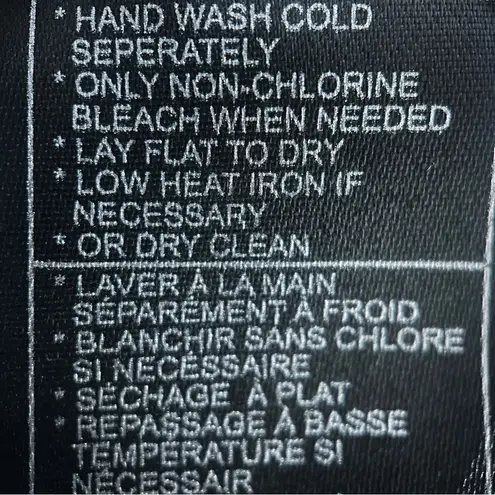 * HAND WASH COLD
SEPERATELY
* ONLY NON-CHLORINE
BLEACH WHEN NEEDED
* LAY FLAT TO DRY
* LOW HEAT IRON IF
NECESSARY
* OR DRY CLEAN
* LAVER À LA MAIN
SÉPARÉMENT À FROID
* BLANCHIR SANS CHLORE
SI NÉCESSAIRE
* SÉCHAGE À PLAT
* REPASSAGE À BASSE
TEMPÉRATURE SI
NÉCESSAIR